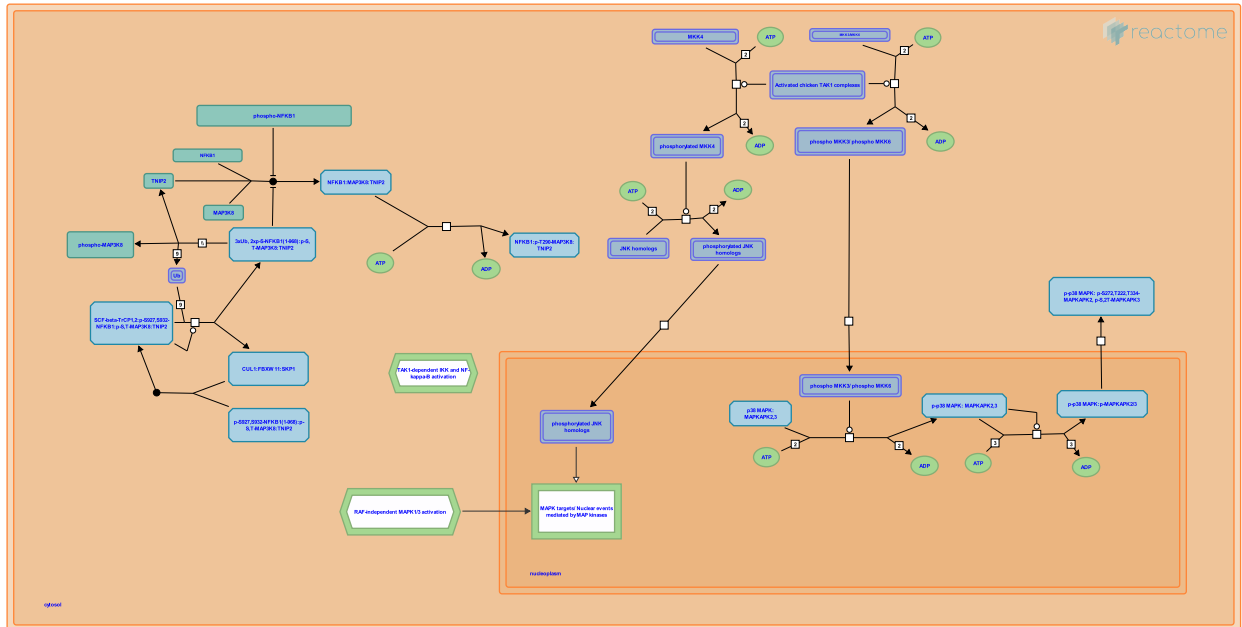 reactome
MKK4
ATP
ATP
2
2
Activated chicken TAK1 complexes
2
2
ADP
ADP
phosphorylated MKK4
phospho MKK3/ phospho MKK6
phospho-NFKB1
NFKB1
TNIP2
MAP3K8
NFKB1:MAP3K8:TNIP2
phospho-MAP3K8
5
9
Ub
9
3xUb, 2xp-S-NFKB1(1-968):p-S,
T-MAP3K8:TNIP2
ATP
ADP
NFKB1:p-T290-MAP3K8:
TNIP2
ATP
2
2
ADP
JNK homologs
phosphorylated JNK
homologs
SCF-beta-TrCP1,2:p-S927,S932-
NFKB1:p-S,T-MAP3K8:TNIP2
CUL1:FBXW11:SKP1
p-S927,S932-NFKB1(1-968):p-
S,T-MAP3K8:TNIP2
TAK1-dependent IKK and NF-
kappa-B activation
p-p38 MAPK: p-S272,T222,T334-
MAPKAPK2, p-S,2T-MAPKAPK3
phospho MKK3/ phospho MKK6
p38 MAPK:
MAPKAPK2,3
p-p38 MAPK: MAPKAPK2,3
p-p38 MAPK: p-MAPKAPK2/3
ATP
2
2
ADP
ATP
3
3
ADP
phosphorylated JNK
homologs
RAF-independent MAPK1/3 activation
MAPK targets/ Nuclear events
mediated by MAP kinases
nucleoplasm
cytosol